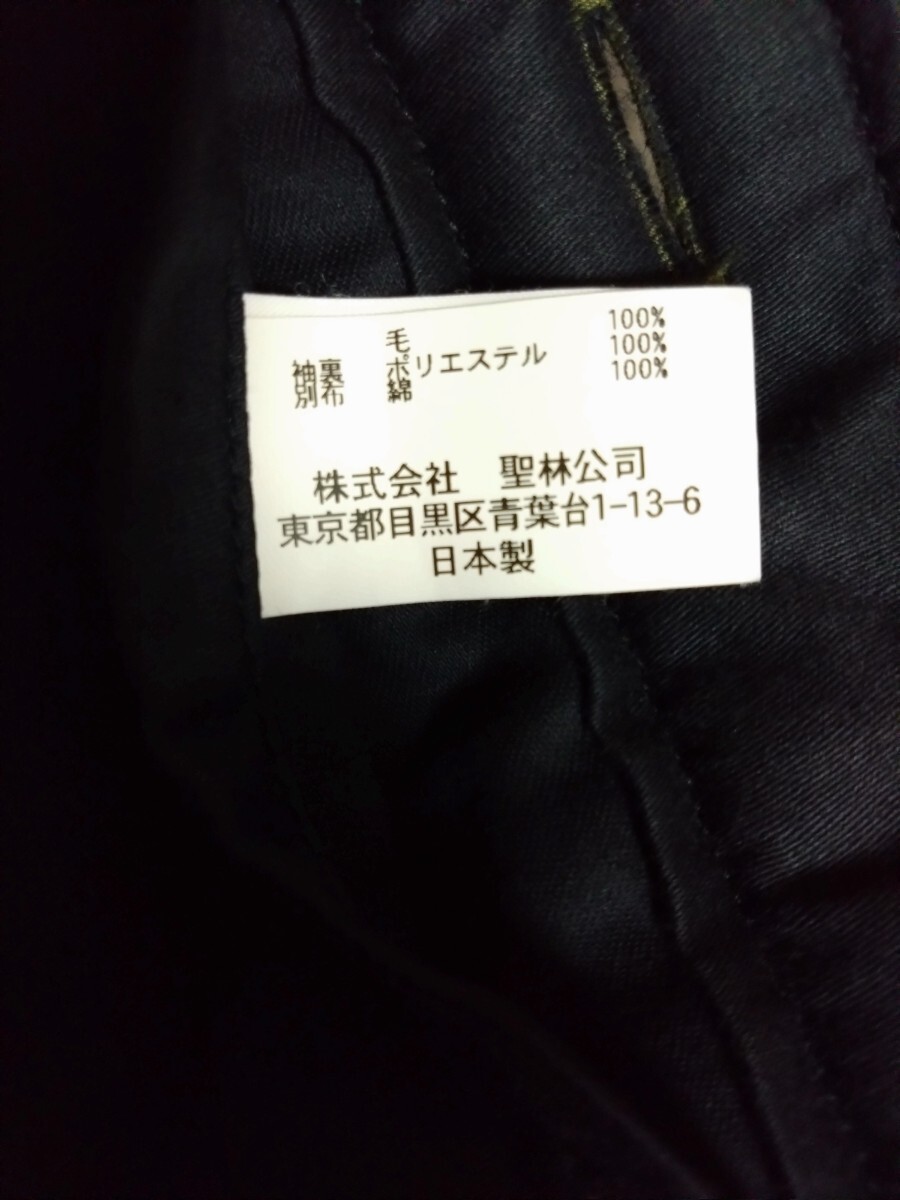 毛 100%
袖裏 ポリエステル 100%
別布 綿 100%
株式会社 聖林公司
東京都目黒区青葉台1-13-6
日本製